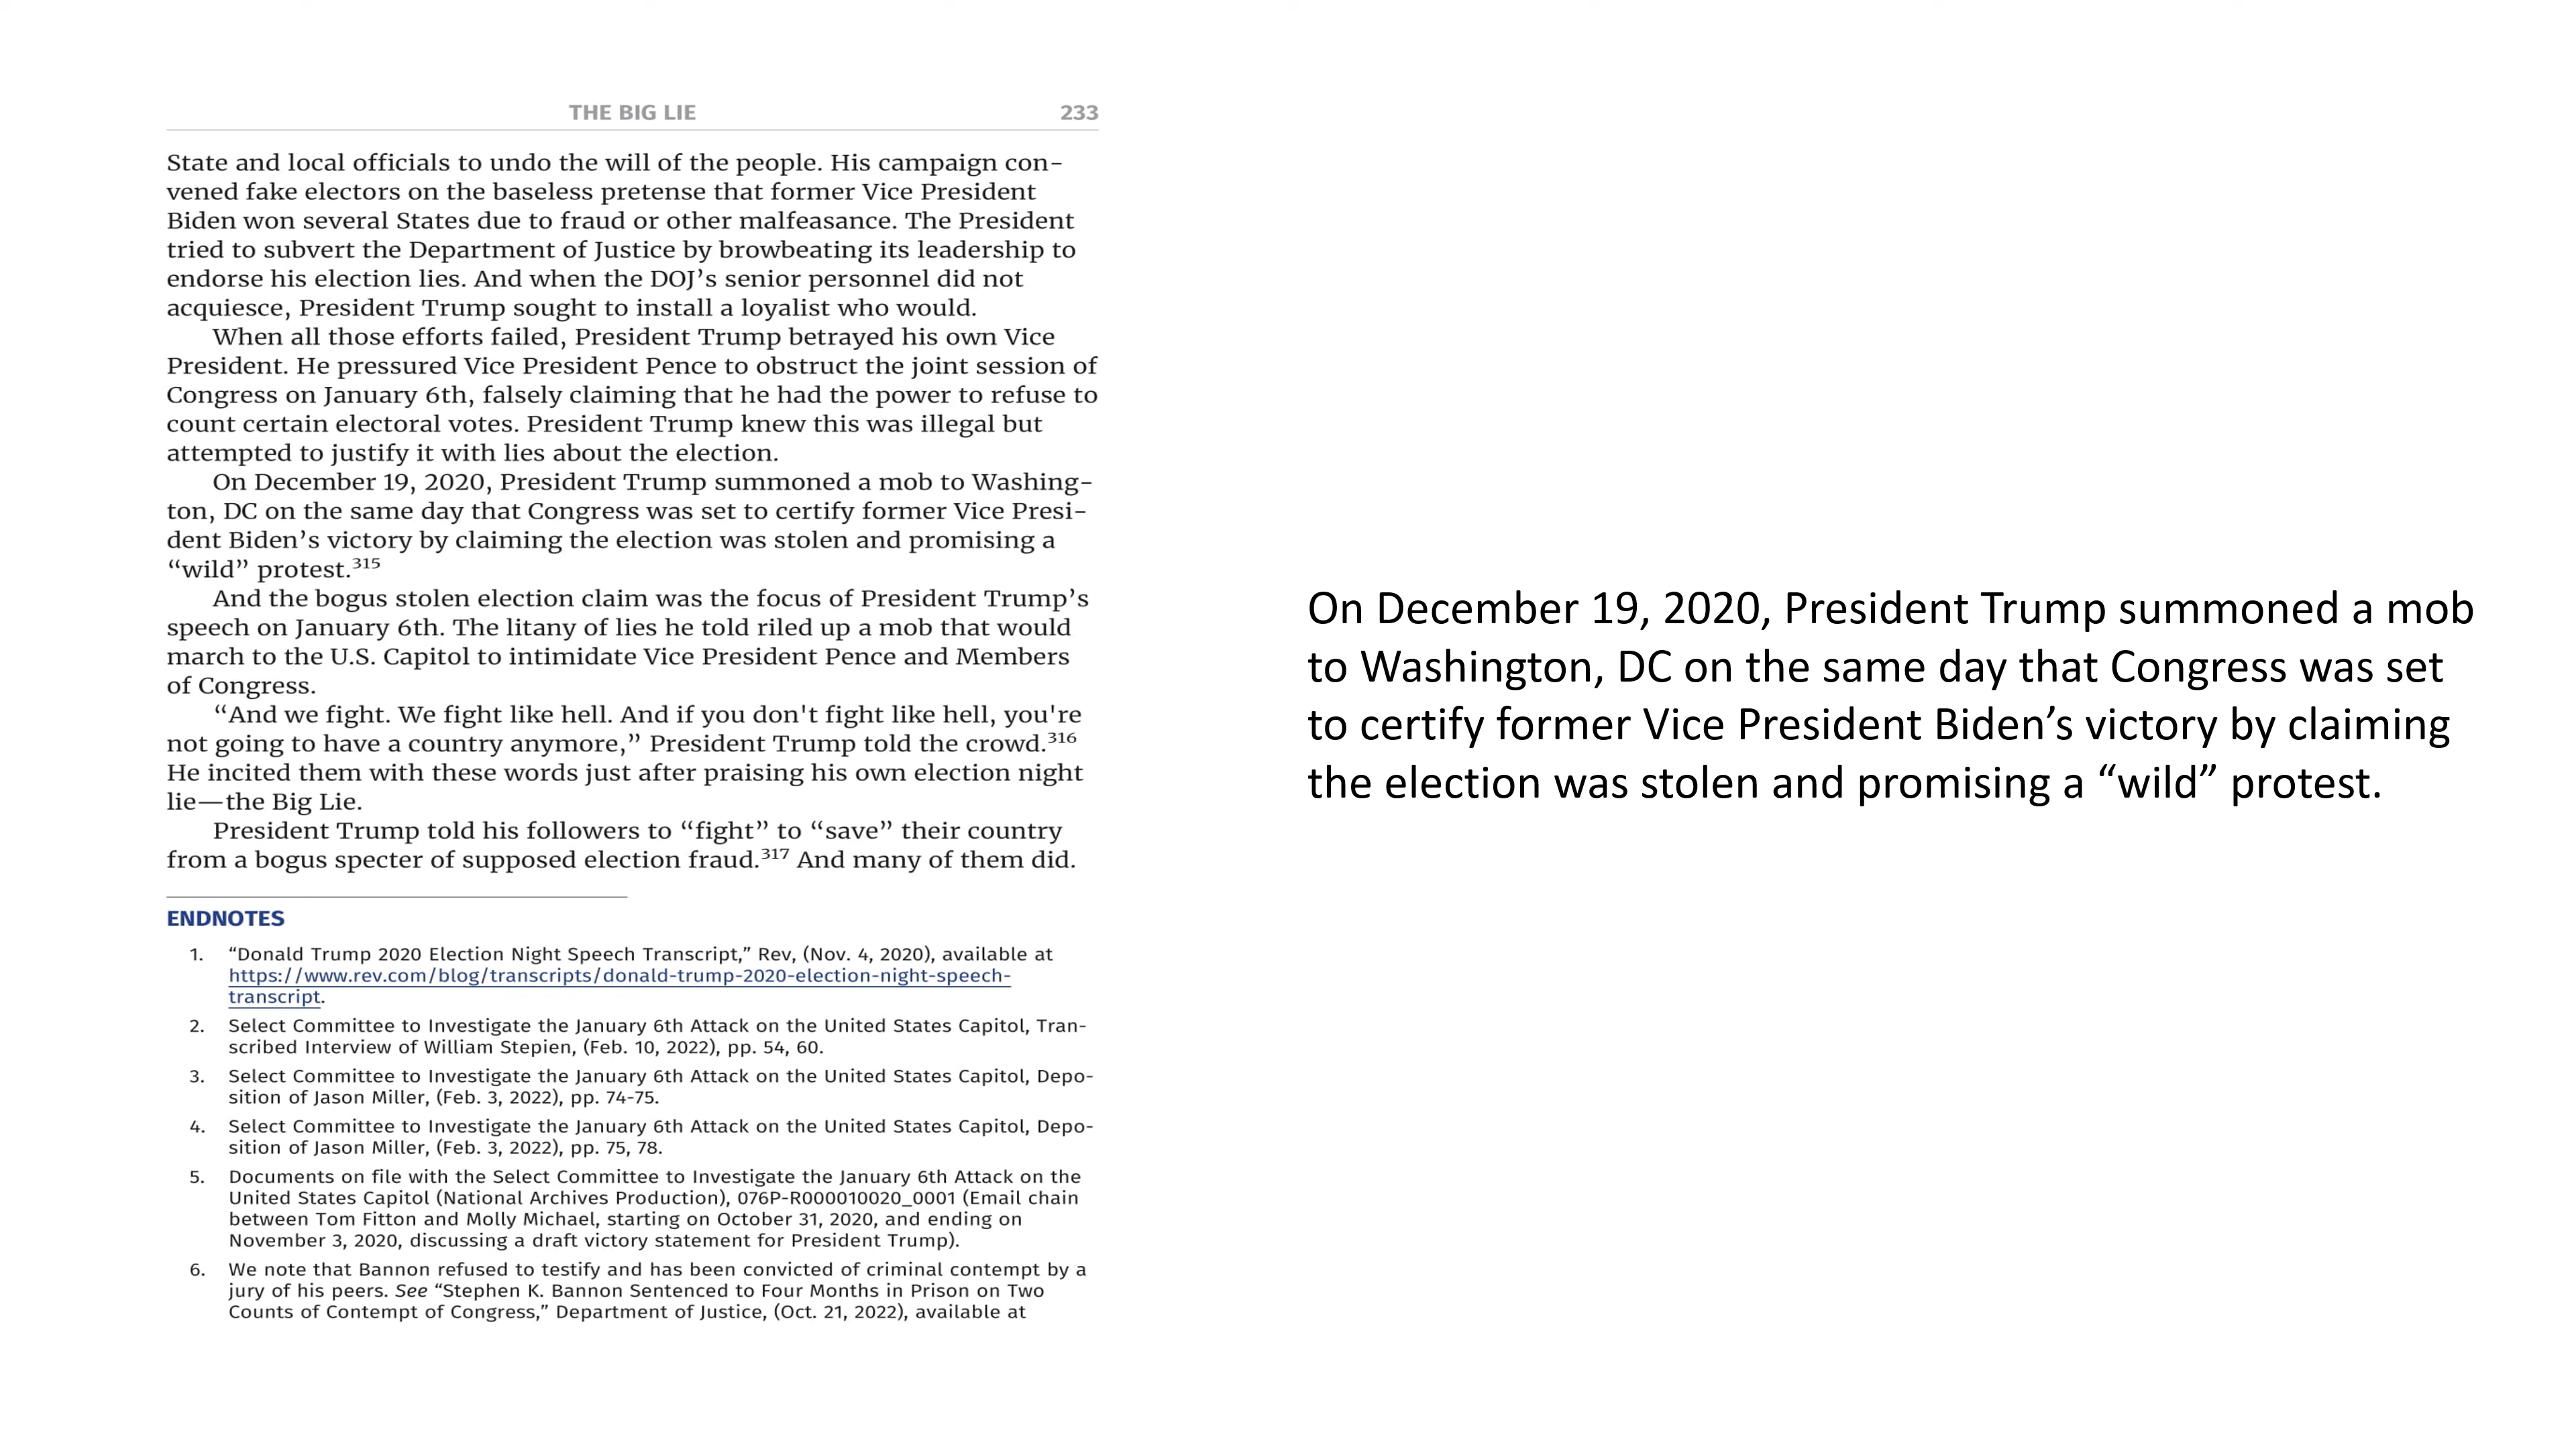 THE BIG LIE 233
State and local officials to undo the will of the people. His campaign con-
vened fake electors on the baseless pretense that former Vice President
Biden won several States due to fraud or other malfeasance. The President
tried to subvert the Department of Justice by browbeating its leadership to
endorse his election lies. And when the DOJ’s senior personnel did not
acquiesce, President Trump sought to install a loyalist who would.
When all those efforts failed, President Trump betrayed his own Vice
President. He pressured Vice President Pence to obstruct the joint session of
Congress on January 6th, falsely claiming that he had the power to refuse to
count certain electoral votes. President Trump knew this was illegal but
attempted to justify it with lies about the election.
On December 19, 2020, President Trump summoned a mob to Washing-
ton, DC on the same day that Congress was set to certify former Vice Presi-
dent Biden’s victory by claiming the election was stolen and promising a
“wild” protest.³¹⁵
And the bogus stolen election claim was the focus of President Trump’s
speech on January 6th. The litany of lies he told riled up a mob that would
march to the U.S. Capitol to intimidate Vice President Pence and Members
of Congress.
“And we fight. We fight like hell. And if you don't fight like hell, you're
not going to have a country anymore,” President Trump told the crowd.³¹⁶
He incited them with these words just after praising his own election night
lie—the Big Lie.
President Trump told his followers to “fight” to “save” their country
from a bogus specter of supposed election fraud.³¹⁷ And many of them did.
ENDNOTES
1. “Donald Trump 2020 Election Night Speech Transcript,” Rev, (Nov. 4, 2020), available at
https://www.rev.com/blog/transcripts/donald-trump-2020-election-night-speech-
transcript.
2. Select Committee to Investigate the January 6th Attack on the United States Capitol, Tran-
scribed Interview of William Stepien, (Feb. 10, 2022), pp. 54, 60.
3. Select Committee to Investigate the January 6th Attack on the United States Capitol, Depo-
sition of Jason Miller, (Feb. 3, 2022), pp. 74-75.
4. Select Committee to Investigate the January 6th Attack on the United States Capitol, Depo-
sition of Jason Miller, (Feb. 3, 2022), pp. 75, 78.
5. Documents on file with the Select Committee to Investigate the January 6th Attack on the
United States Capitol (National Archives Production), 076P-R000010020_0001 (Email chain
between Tom Fitton and Molly Michael, starting on October 31, 2020, and ending on
November 3, 2020, discussing a draft victory statement for President Trump).
6. We note that Bannon refused to testify and has been convicted of criminal contempt by a
jury of his peers. See “Stephen K. Bannon Sentenced to Four Months in Prison on Two
Counts of Contempt of Congress,” Department of Justice, (Oct. 21, 2022), available at
On December 19, 2020, President Trump summoned a mob
to Washington, DC on the same day that Congress was set
to certify former Vice President Biden’s victory by claiming
the election was stolen and promising a “wild” protest.